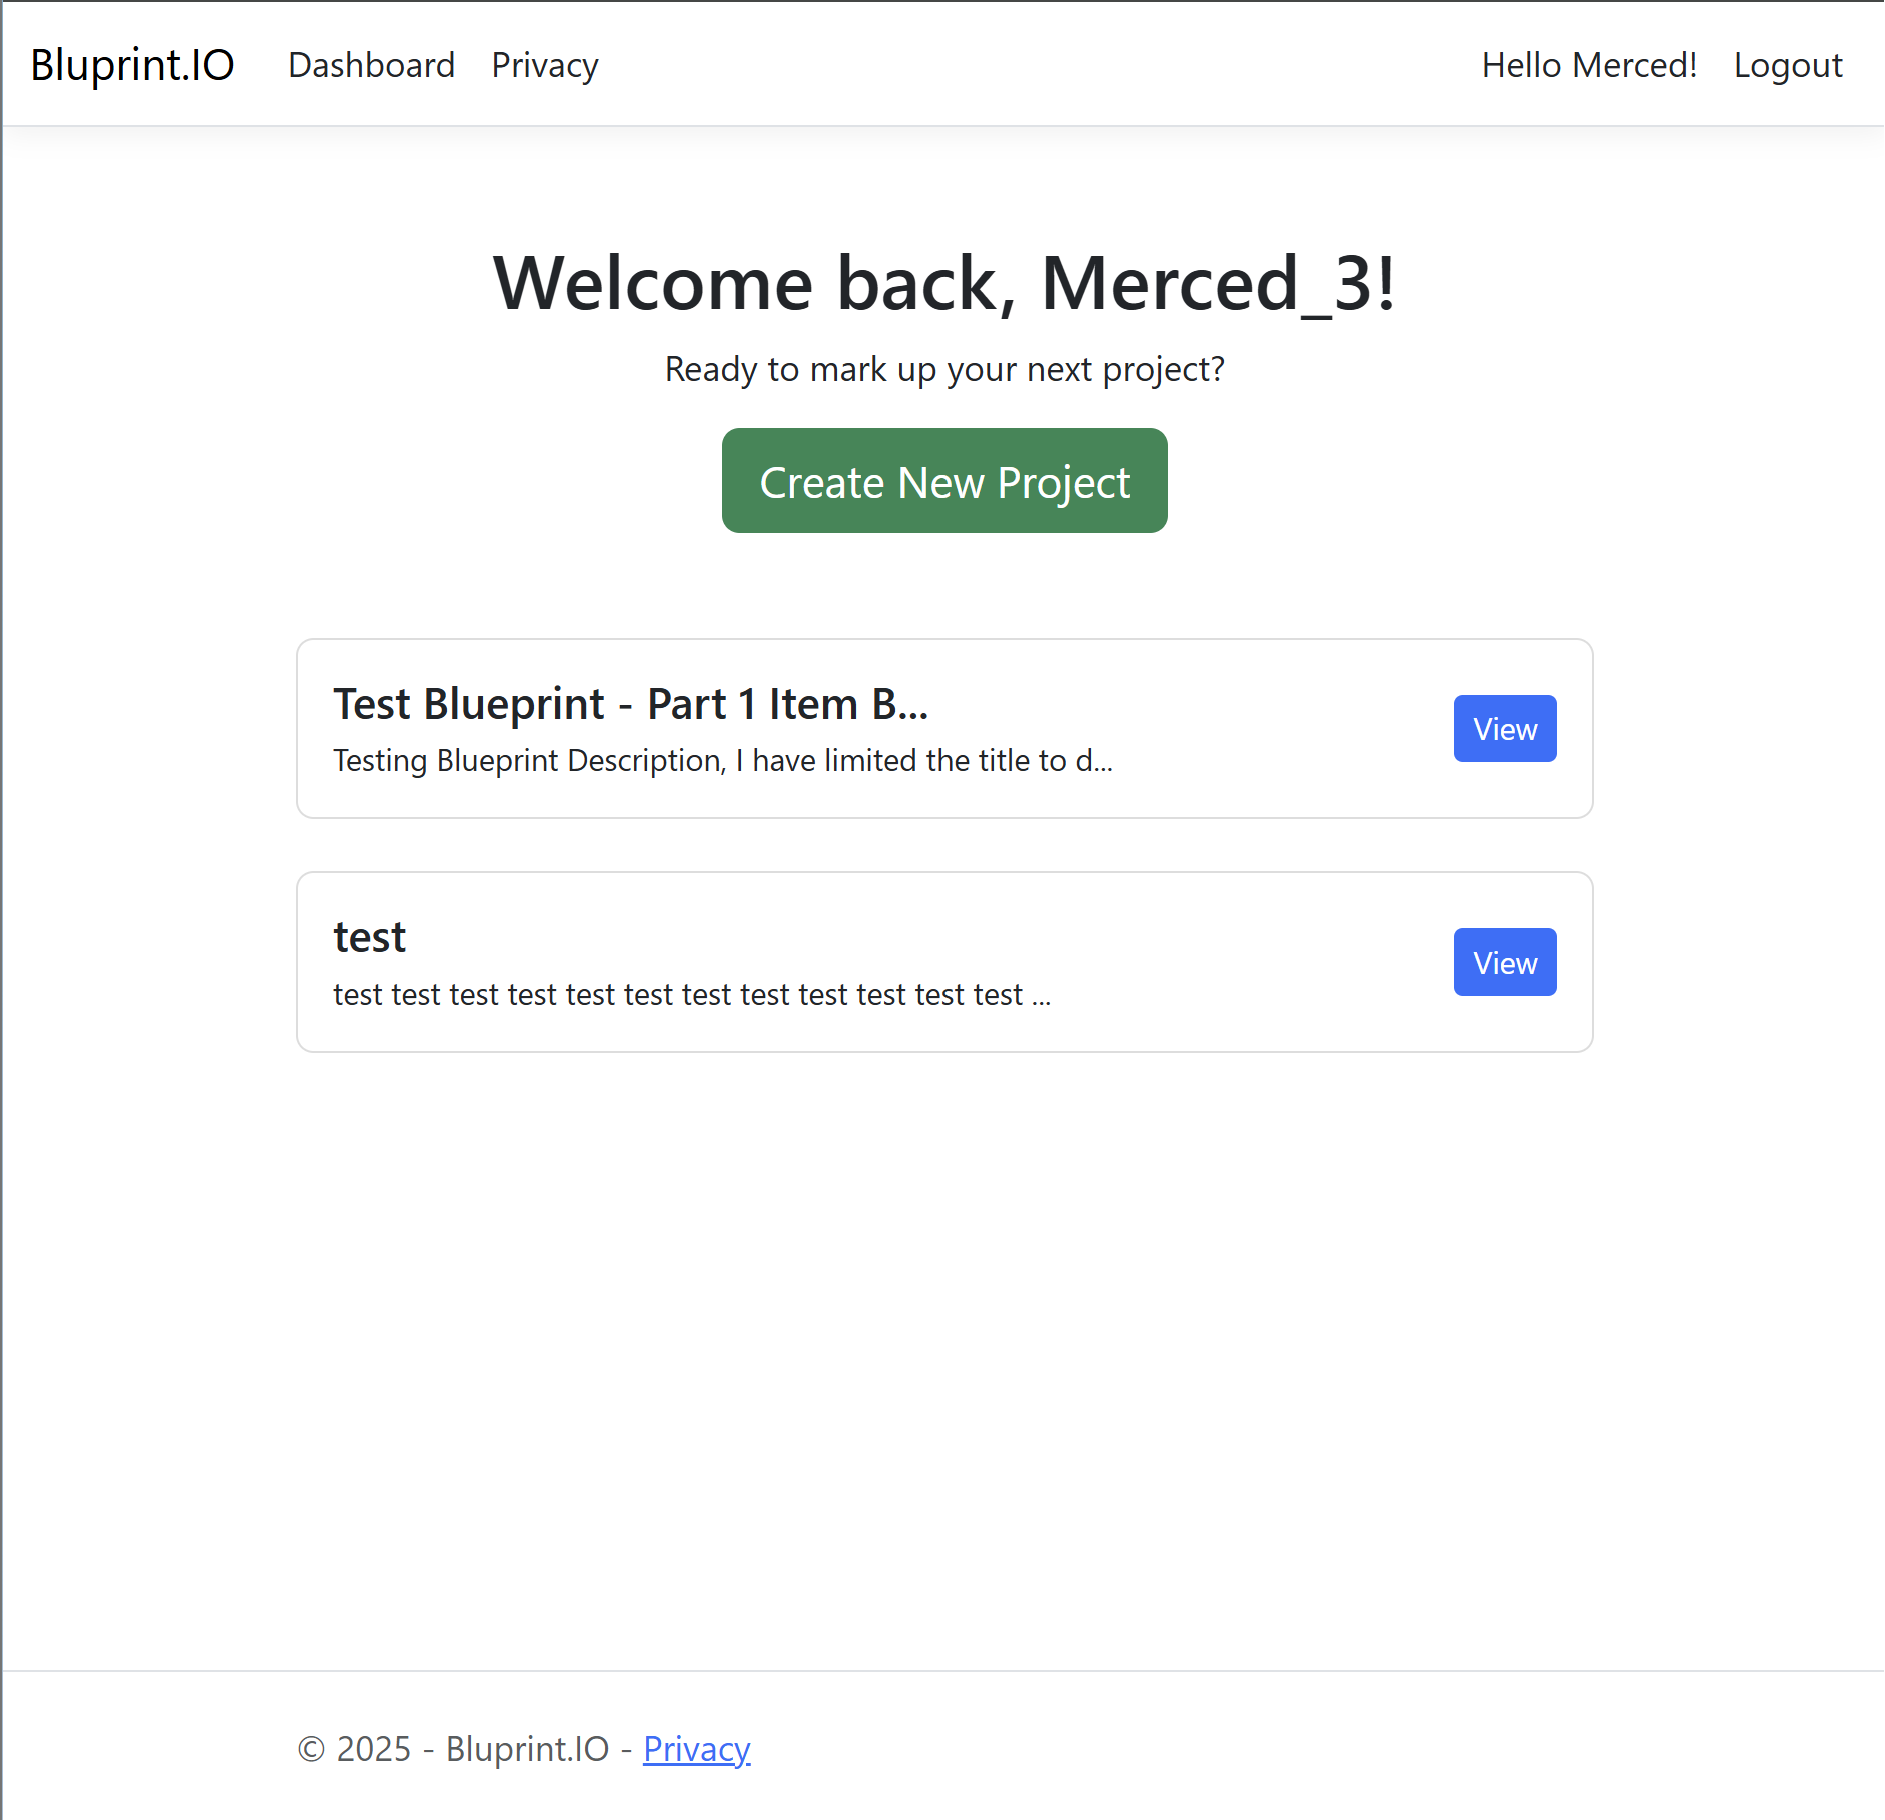 Bluprint.IO Dashboard Privacy Hello Merced! Logout
Welcome back, Merced_3!
Ready to mark up your next project?
Create New Project
Test Blueprint - Part 1 Item B...
Testing Blueprint Description, I have limited the title to d...
View
test
test test test test test test test test test test test test ...
View
© 2025 - Bluprint.IO - Privacy